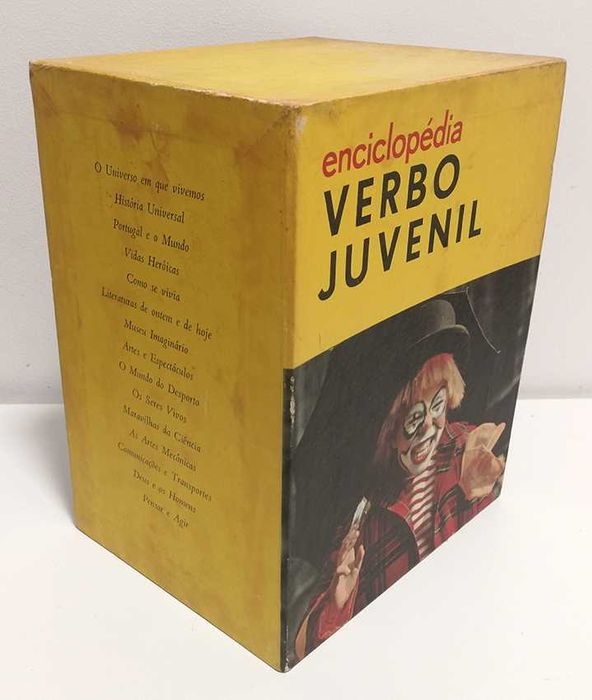 O Universo em que vivemos
História Universal
Portugal e o Mundo
Vidas Heróicas
Como se vivia
Literaturas de ontem e de hoje
Museu Imaginário
Artes e Espectáculos
O Mundo do Desporto
Os Seres Vivos
Maravilhas da Ciência
As Artes Mecânicas
Comunicações e Transportes
Deus e os Homens
Pensar e Agir
enciclopédia
VERBO
JUVENIL